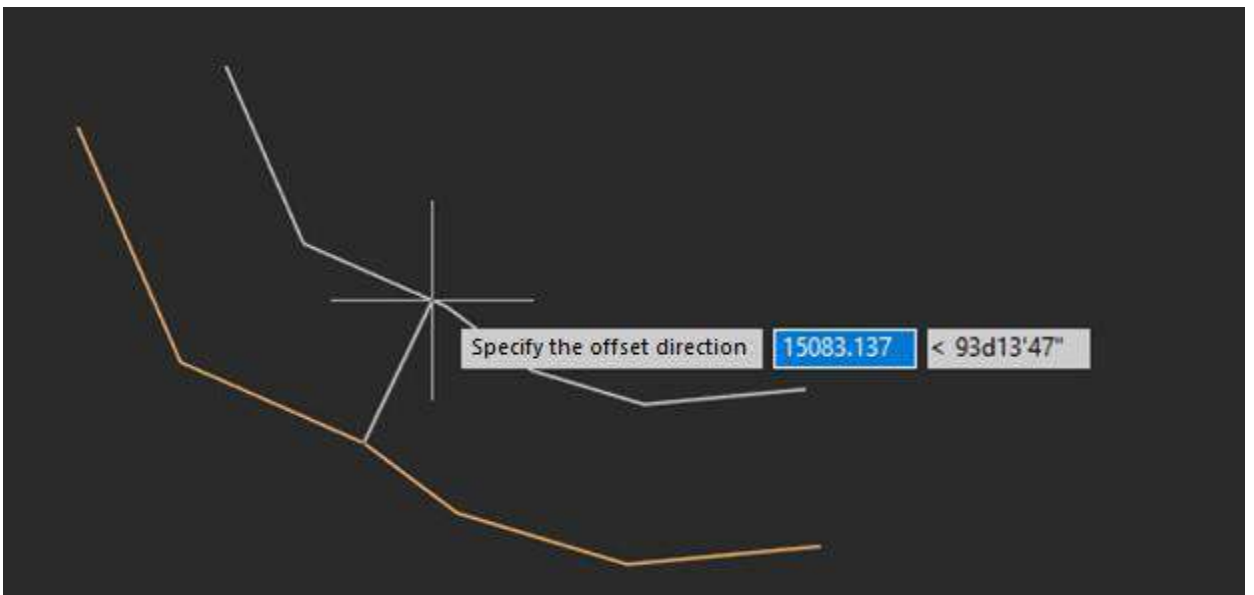 Specify the offset direction 15083.137 < 93d13'47"